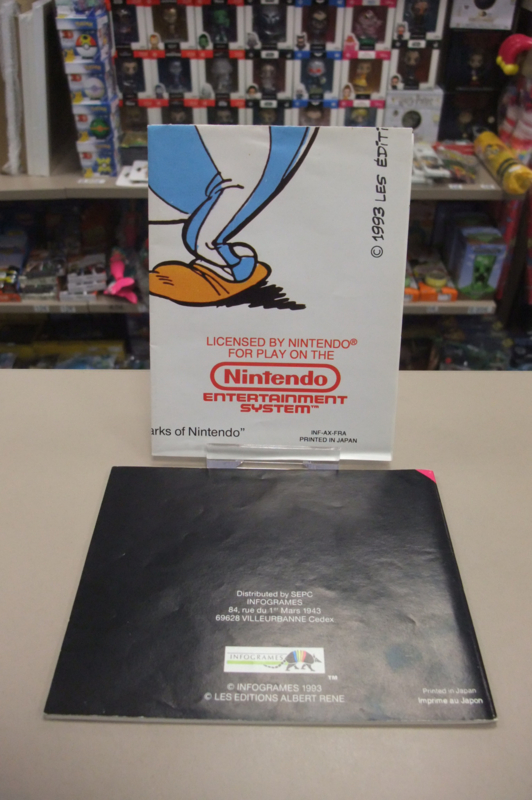 © 1993 LES ÉDITI
LICENSED BY NINTENDO®
FOR PLAY ON THE
Nintendo
ENTERTAINMENT
SYSTEM™
arks of Nintendo"
INF-AX-FRA
PRINTED IN JAPAN
Distributed by SEPC
INFOGRAMES
84, rue du 1er Mars 1943
69628 VILLEURBANNE Cedex
INFOGRAMES
TM
© INFOGRAMES 1993
© LES EDITIONS ALBERT RENE
Printed in Japan
Imprimé au Japon